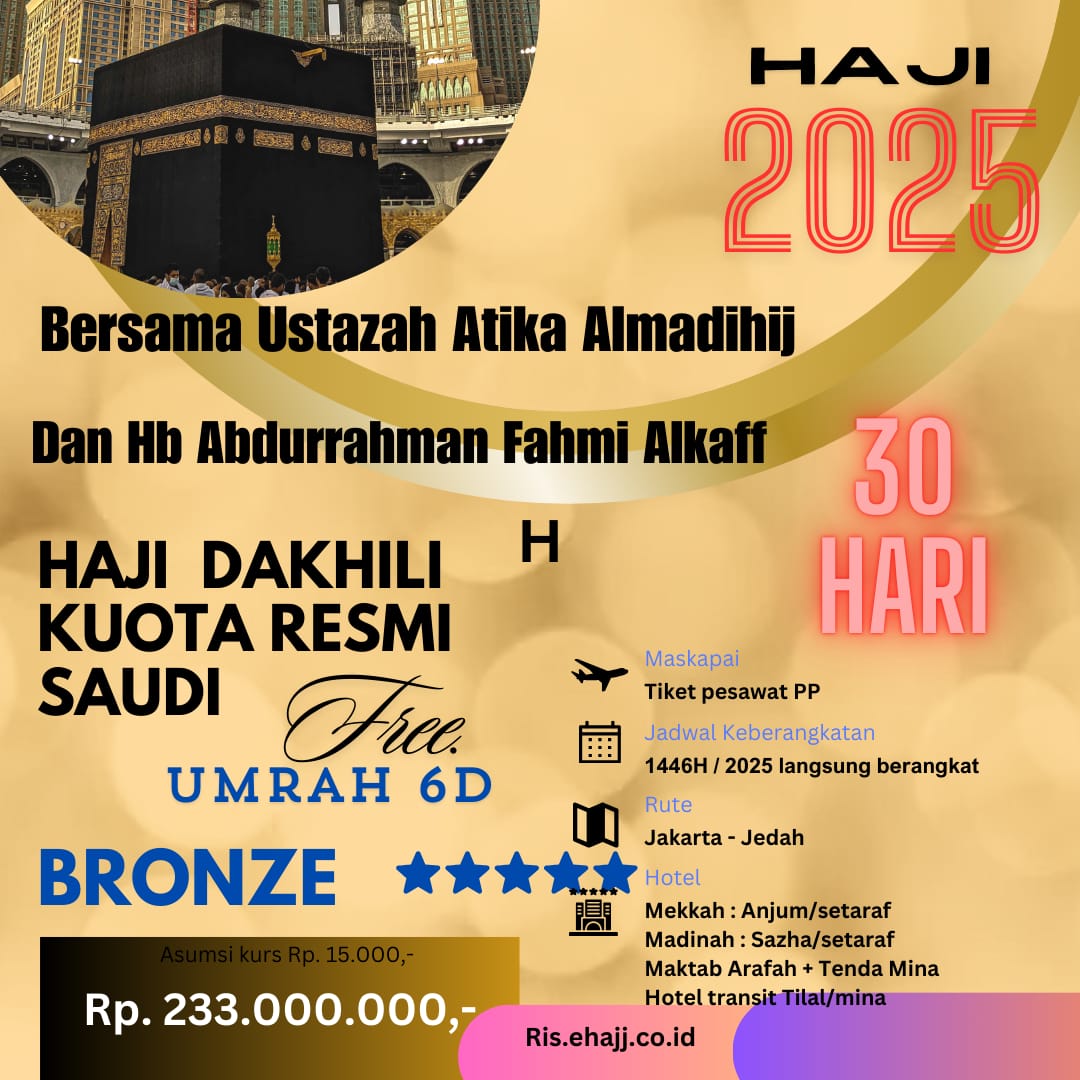 HAJI
2025
Bersama Ustazah Atika Almadihij
Dan Hb Abdurrahman Fahmi Alkaff
30
HARI
H
HAJI DAKHILI
KUOTA RESMI
SAUDI
Free.
UMRAH 6D
BRONZE
Asumsi kurs Rp. 15.000,-
Rp. 233.000.000,-
Maskapai
Tiket pesawat PP
Jadwal Keberangkatan
1446H / 2025 langsung berangkat
Rute
Jakarta - Jedah
Hotel
Mekkah : Anjum/setaraf
Madinah : Sazha/setaraf
Maktab Arafah + Tenda Mina
Hotel transit Tilal/mina
Ris.ehajj.co.id